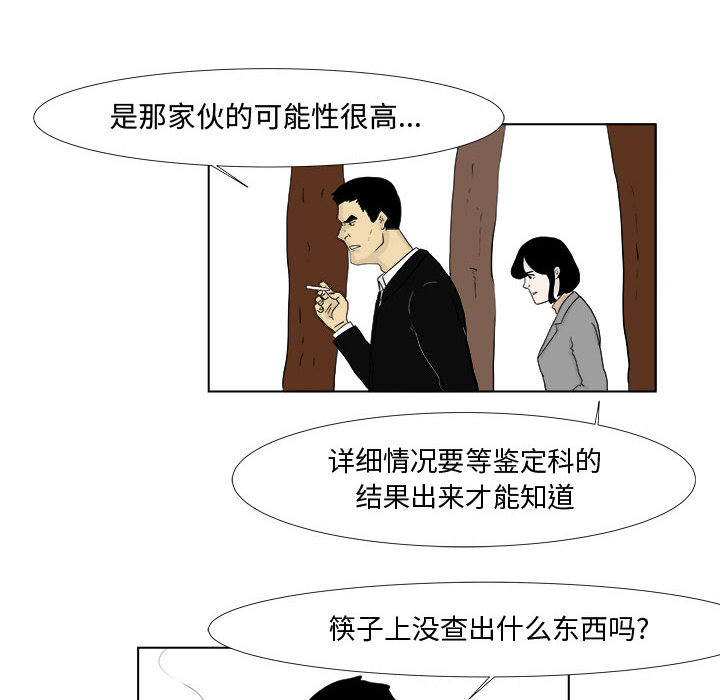 是那家伙的可能性很高...
详细情况要等鉴定科的
结果出来才能知道
筷子上没查出什么东西吗?